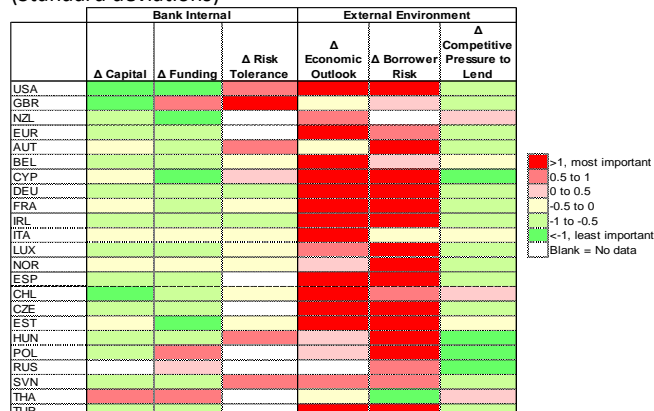 (Standard deviations)
Bank Internal
External Environment
Δ Capital
Δ Funding
Δ Risk
Tolerance
Δ
Economic
Outlook
Δ Borrower
Risk
Δ
Competitive
Pressure to
Lend
USA
GBR
NZL
EUR
AUT
BEL
CYP
DEU
FRA
IRL
ITA
LUX
NOR
ESP
CHL
CZE
EST
HUN
POL
RUS
SVN
THA
TUR
>1, most important
0.5 to 1
0 to 0.5
-0.5 to 0
-1 to -0.5
<-1, least important
Blank = No data